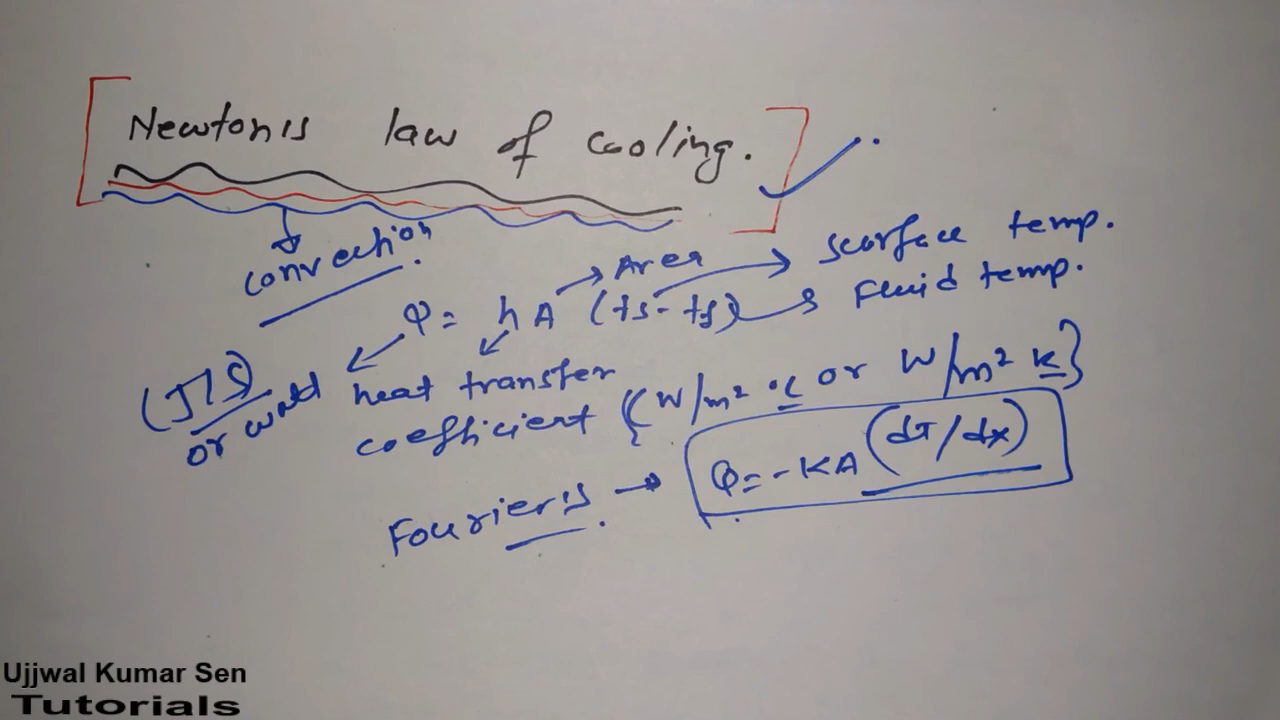 Newton's law of cooling.
convection.
Area
surface temp.
Q = hA (ts - tf)
Fluid temp.
(J/s)
or watt
heat transfer
coefficient {W/m² °c or W/m² k}
Fourier's → Q = -KA (dT/dx)
Ujjwal Kumar Sen
Tutorials